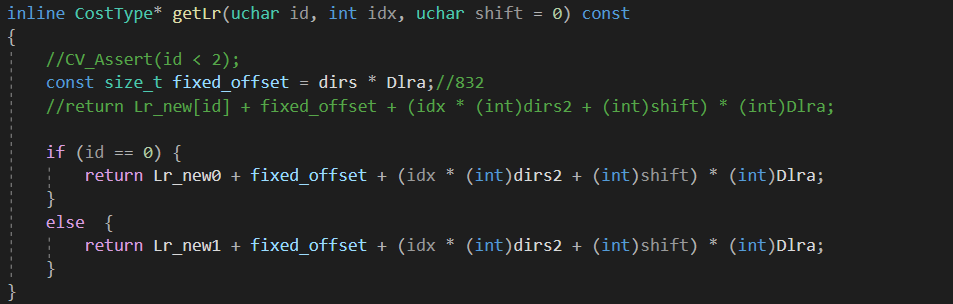 inline CostType* getLr(uchar id, int idx, uchar shift = 0) const
{
    //CV_Assert(id < 2);
    const size_t fixed_offset = dirs * Dlra;//832
    //return Lr_new[id] + fixed_offset + (idx * (int)dirs2 + (int)shift) * (int)Dlra;

    if (id == 0) {
        return Lr_new0 + fixed_offset + (idx * (int)dirs2 + (int)shift) * (int)Dlra;
    }
    else  {
        return Lr_new1 + fixed_offset + (idx * (int)dirs2 + (int)shift) * (int)Dlra;
    }
}